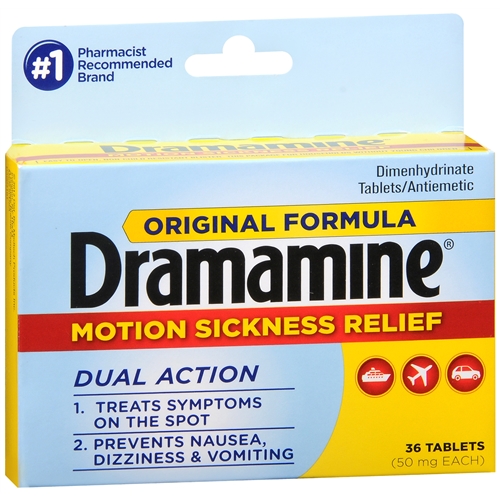 #1
Pharmacist
Recommended
Brand
Dramamine
Dimenhydrinate
Tablets/Antiemetic
ORIGINAL FORMULA
Dramamine®
MOTION SICKNESS RELIEF
DUAL ACTION
1. TREATS SYMPTOMS
ON THE SPOT
2. PREVENTS NAUSEA,
DIZZINESS & VOMITING
36 TABLETS
(50 mg EACH)